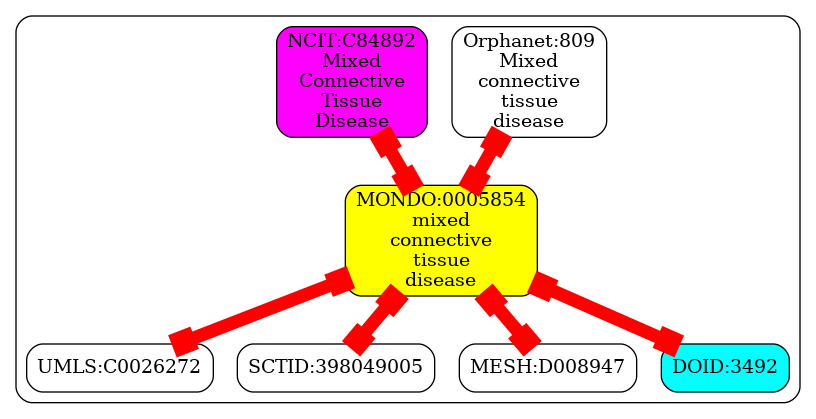 NCIT:C84892
Mixed
Connective
Tissue
Disease
Orphanet:809
Mixed
connective
tissue
disease
MONDO:0005854
mixed
connective
tissue
disease
UMLS:C0026272
SCTID:398049005
MESH:D008947
DOID:3492